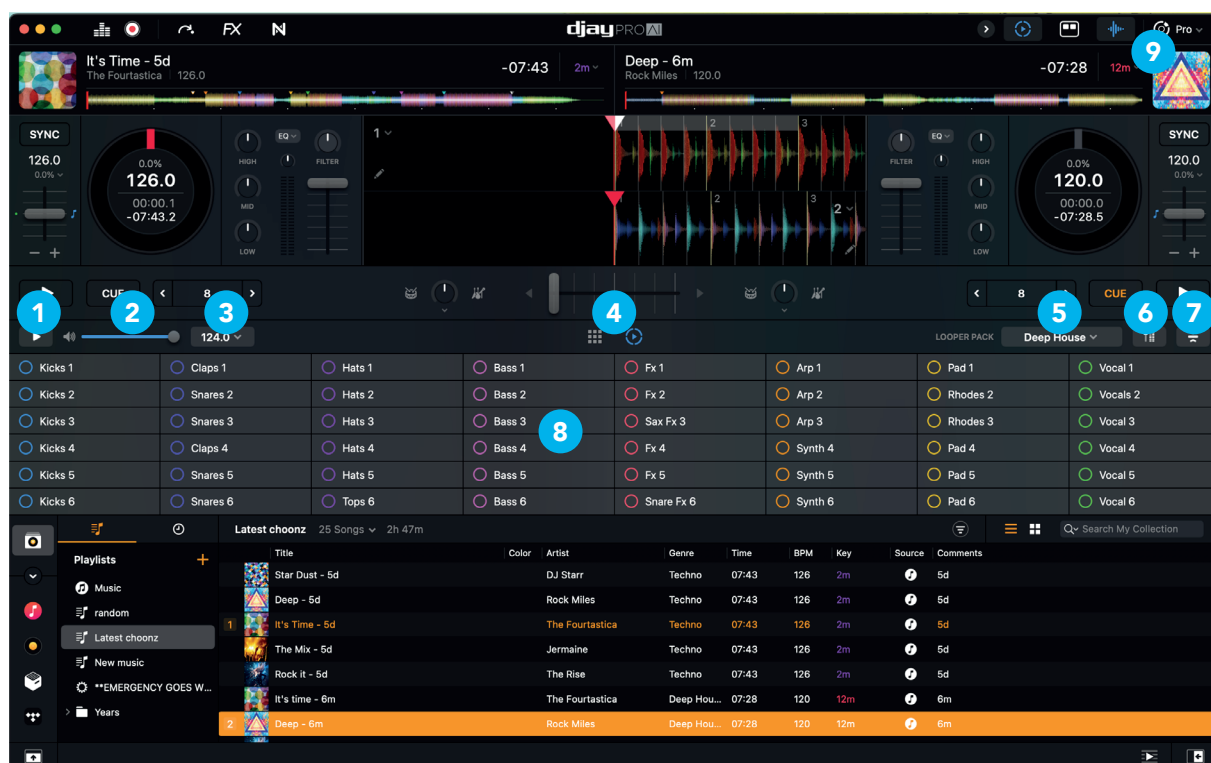 FX N djay PRO AI Pro
9
It's Time - 5d
The Fourtastica 126.0
-07:43 2m
Deep - 6m
Rock Miles 120.0
-07:28 12m
SYNC
126.0
0.0%
0.0%
126.0
00:00.1
-07:43.2
HIGH EQ FILTER
MID
LOW
1
1 2 3
2 3
2
FILTER EQ HIGH
MID
LOW
0.0%
120.0
00:00.0
-07:28.5
SYNC
120.0
0.0%
CUE 8
8 CUE
1 2 3 4 5 6 7
124.0
LOOPER PACK Deep House
Kicks 1 Claps 1 Hats 1 Bass 1 Fx 1 Arp 1 Pad 1 Vocal 1
Kicks 2 Snares 2 Hats 2 Bass 2 Fx 2 Arp 2 Rhodes 2 Vocals 2
Kicks 3 Snares 3 Hats 3 Bass 3 Sax Fx 3 Arp 3 Rhodes 3 Vocal 3
8
Kicks 4 Claps 4 Hats 4 Bass 4 Fx 4 Synth 4 Pad 4 Vocal 4
Kicks 5 Snares 5 Hats 5 Bass 5 Fx 5 Synth 5 Pad 5 Vocal 5
Kicks 6 Snares 6 Tops 6 Bass 6 Snare Fx 6 Synth 6 Pad 6 Vocal 6
Playlists
Music
random
Latest choonz
New music
**EMERGENCY GOES W...
Years
Latest choonz 25 Songs 2h 47m
Search My Collection
Title Color Artist Genre Time BPM Key Source Comments
Star Dust - 5d DJ Starr Techno 07:43 126 2m 5d
Deep - 5d Rock Miles Techno 07:43 126 2m 5d
1 It's Time - 5d The Fourtastica Techno 07:43 126 2m 5d
The Mix - 5d Jermaine Techno 07:43 126 2m 5d
Rock it - 5d The Rise Techno 07:43 126 2m 5d
It's time - 6m The Fourtastica Deep Hou... 07:28 120 12m 6m
2 Deep - 6m Rock Miles Deep Hou... 07:28 120 12m 6m